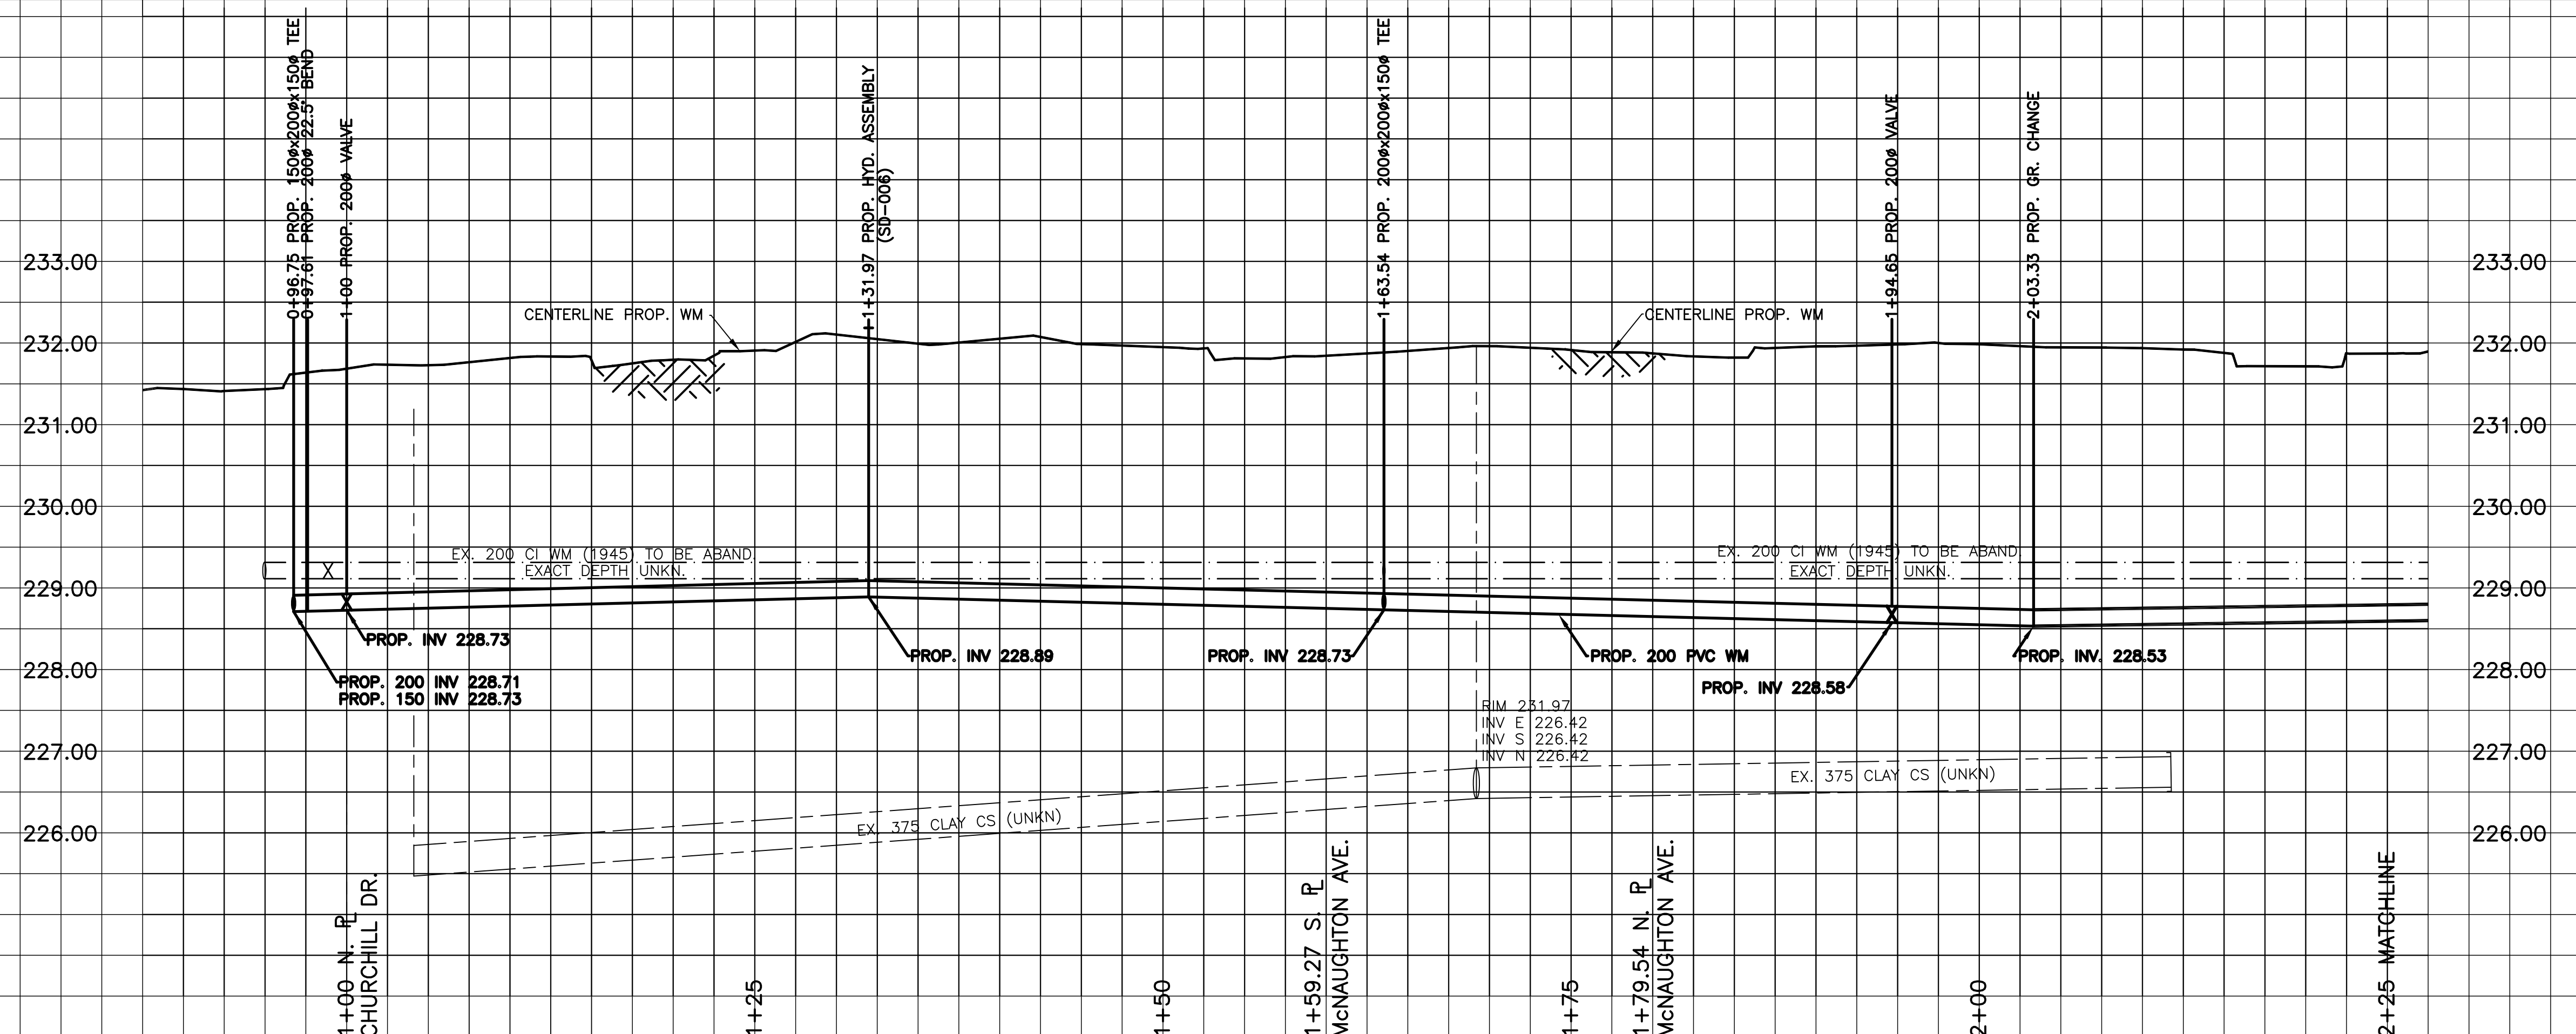 0+96.75 PROP. 150øx200øx150ø TEE
0+97.61 PROP. 200ø 22.5° BEND
1+00 PROP. 200ø VALVE
1+31.97 PROP. HYD. ASSEMBLY
(SD-006)
1+63.54 PROP. 200øx200øx150ø TEE
1+94.65 PROP. 200ø VALVE
2+03.33 PROP. GR. CHANGE
233.00
233.00
CENTERLINE PROP. WM
CENTERLINE PROP. WM
232.00
232.00
231.00
231.00
230.00
230.00
EX. 200 CI WM (1945) TO BE ABAND.
EXACT DEPTH UNKN.
EX. 200 CI WM (1945) TO BE ABAND.
EXACT DEPTH UNKN.
229.00
229.00
PROP. INV 228.73
PROP. INV 228.89
PROP. INV 228.73
PROP. 200 PVC WM
PROP. INV. 228.53
228.00
228.00
PROP. 200 INV 228.71
PROP. 150 INV 228.73
PROP. INV 228.58
RIM 231.97
INV E 226.42
INV S 226.42
INV N 226.42
227.00
227.00
EX. 375 CLAY CS (UNKN)
EX. 375 CLAY CS (UNKN)
226.00
226.00
1+00 N. PL
CHURCHILL DR.
1+25
1+50
1+59.27 S. PL
McNAUGHTON AVE.
1+75
1+79.54 N. PL
McNAUGHTON AVE.
2+00
2+25 MATCHLINE